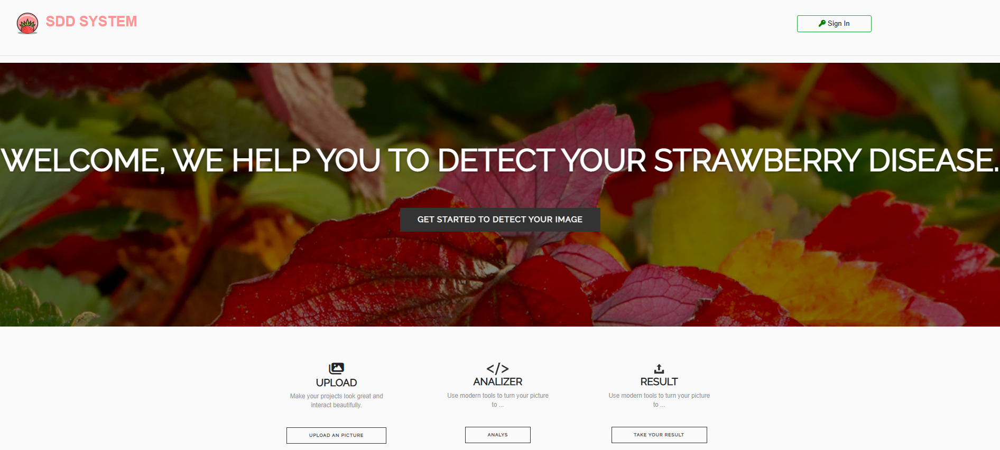 SDD SYSTEM
Sign In
WELCOME, WE HELP YOU TO DETECT YOUR STRAWBERRY DISEASE.
GET STARTED TO DETECT YOUR IMAGE
UPLOAD
Make your projects look great and
interact beautifully.
UPLOAD AN PICTURE
</>
ANALIZER
Use modern tools to turn your picture
to ...
ANALYS
RESULT
Use modern tools to turn your picture
to ...
TAKE YOUR RESULT